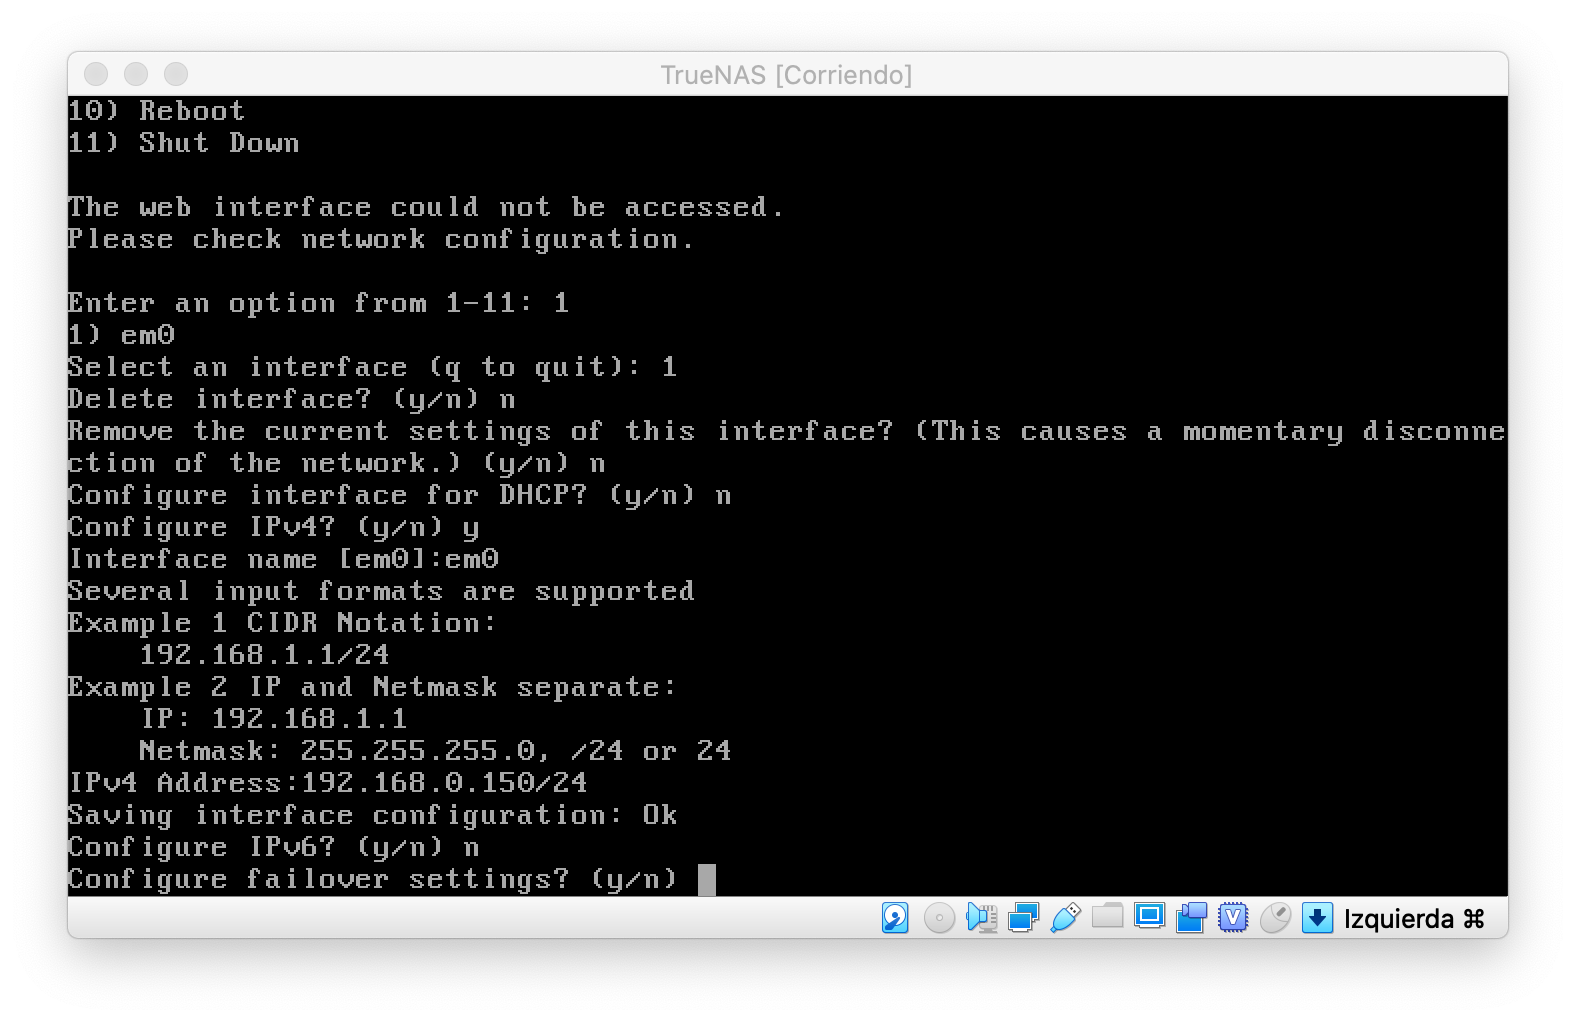 TrueNAS [Corriendo]
10) Reboot
11) Shut Down
The web interface could not be accessed.
Please check network configuration.
Enter an option from 1-11: 1
1) em0
Select an interface (q to quit): 1
Delete interface? (y/n) n
Remove the current settings of this interface? (This causes a momentary disconne
ction of the network.) (y/n) n
Configure interface for DHCP? (y/n) n
Configure IPv4? (y/n) y
Interface name [em0]:em0
Several input formats are supported
Example 1 CIDR Notation:
192.168.1.1/24
Example 2 IP and Netmask separate:
IP: 192.168.1.1
Netmask: 255.255.255.0, /24 or 24
IPv4 Address:192.168.0.150/24
Saving interface configuration: Ok
Configure IPv6? (y/n) n
Configure failover settings? (y/n)
Izquierda ⌘